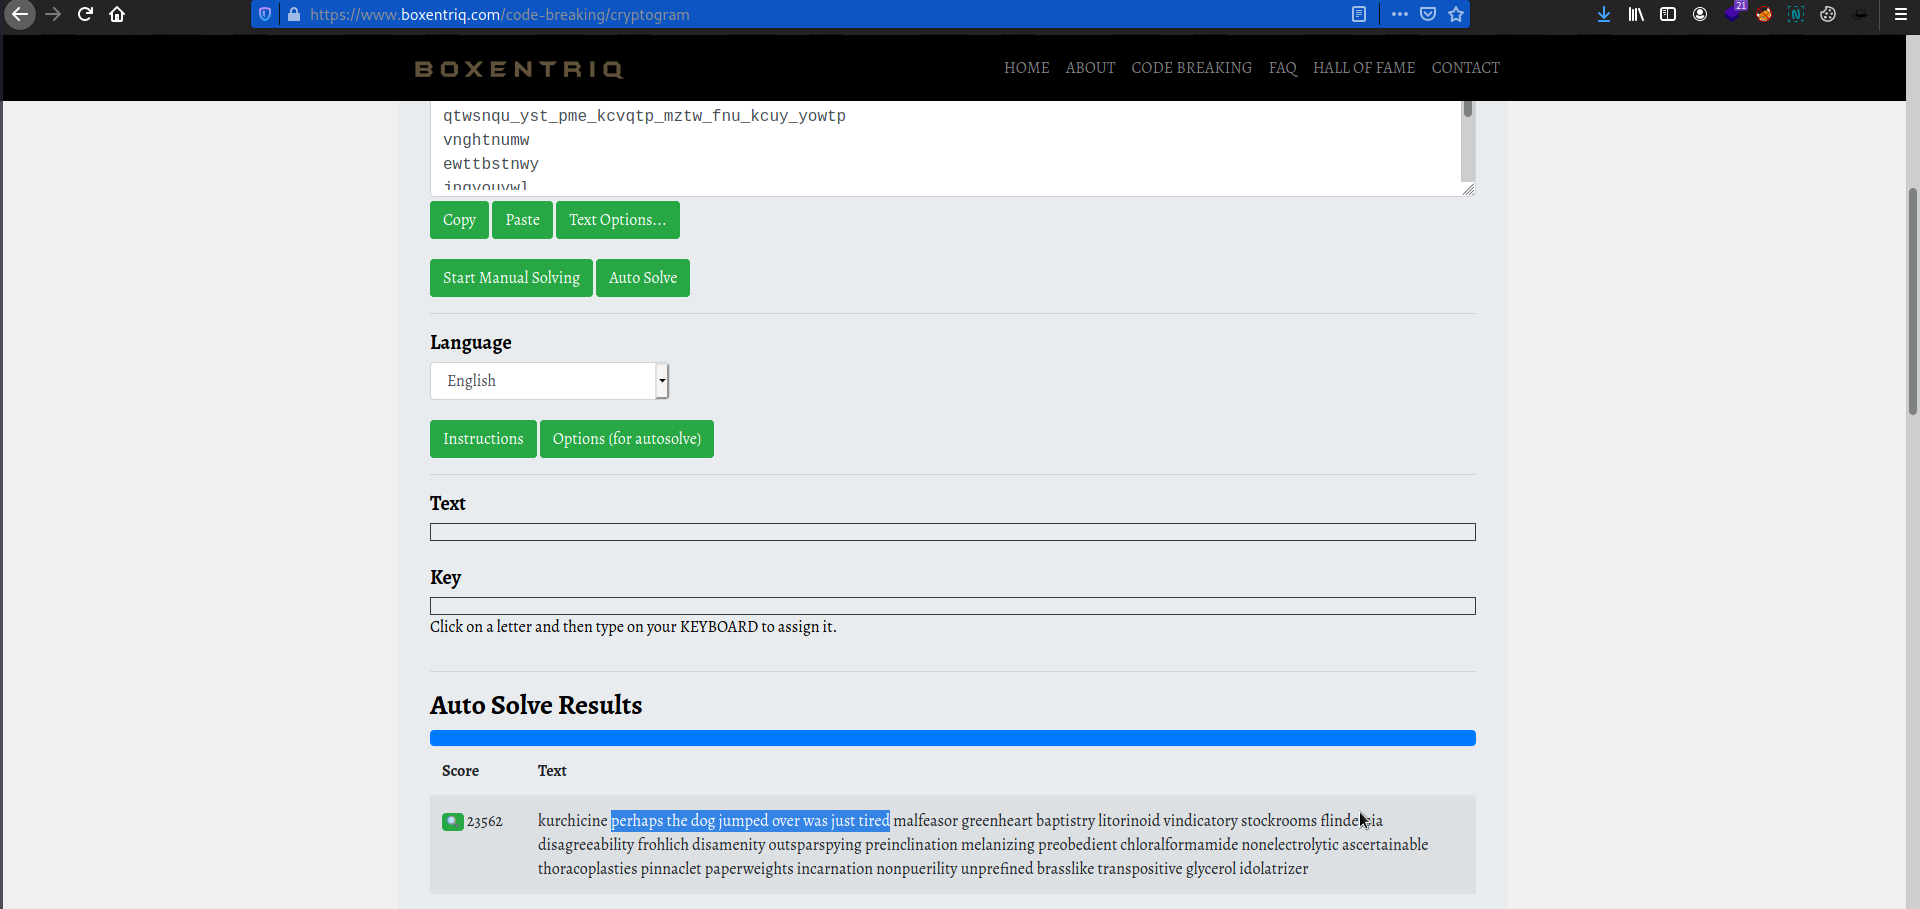 https://www.boxentriq.com/code-breaking/cryptogram
21
BOXENTRIQ
HOME ABOUT CODE BREAKING FAQ HALL OF FAME CONTACT
qtwsnqu_yst_pme_kcvqtp_mztw_fnu_kcuy_yowtp
vnghtnumw
ewttbstnwy
Copy Paste Text Options...
Start Manual Solving Auto Solve
Language
English
Instructions Options (for autosolve)
Text
Key
Click on a letter and then type on your KEYBOARD to assign it.
Auto Solve Results
Score Text
23562 kurchicine perhaps the dog jumped over was just tired malfeasor greenheart baptistry litorinoid vindicatory stockrooms
disagreeability frohlich disamenity outsparspying preinclination melanizing preobedient chloralformamide nonelectrolytic ascertainable
thoracoplasties pinnaclet paperweights incarnation nonpuerility unprefined brasslike transpositive glycerol idolatrizer